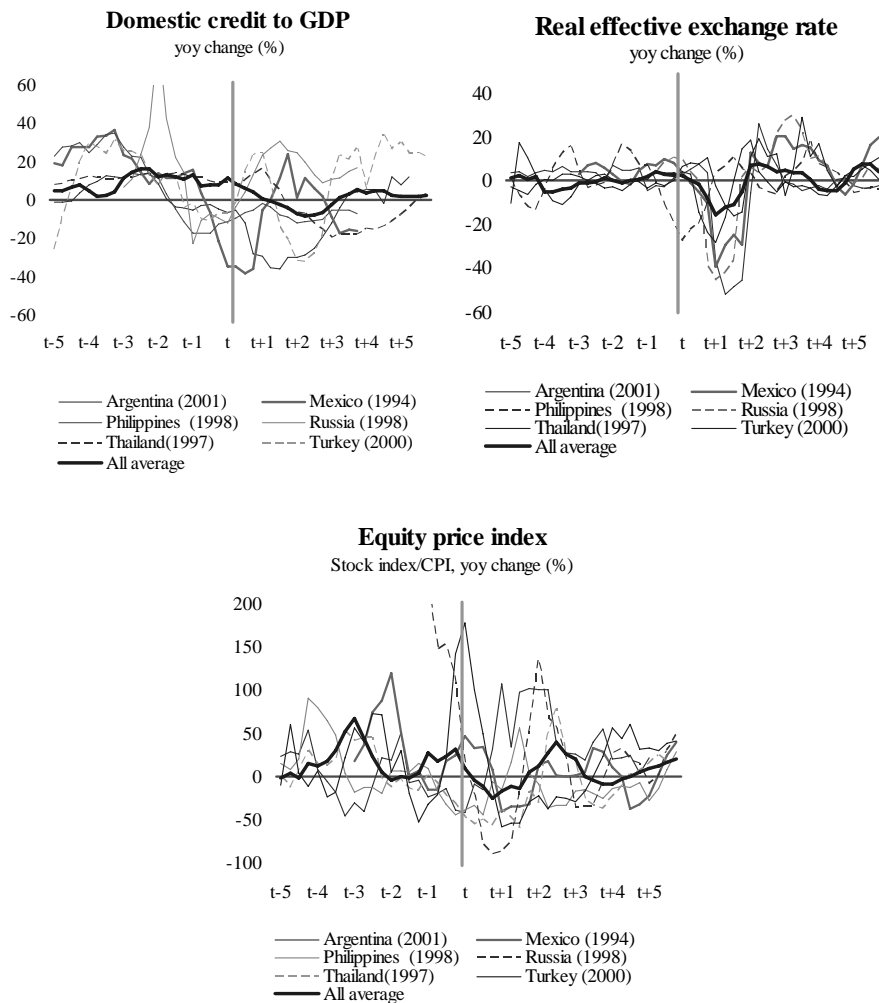 Domestic credit to GDP
yoy change (%)
60
40
20
0
-20
-40
-60
t-5 t-4 t-3 t-2 t-1 t t+1 t+2 t+3 t+4 t+5
Argentina (2001) Mexico (1994)
Philippines (1998) Russia (1998)
Thailand(1997) Turkey (2000)
All average
Real effective exchange rate
yoy change (%)
40
20
0
-20
-40
-60
t-5 t-4 t-3 t-2 t-1 t t+1 t+2 t+3 t+4 t+5
Argentina (2001) Mexico (1994)
Philippines (1998) Russia (1998)
Thailand(1997) Turkey (2000)
All average
Equity price index
Stock index/CPI, yoy change (%)
200
150
100
50
0
-50
-100
t-5 t-4 t-3 t-2 t-1 t t+1 t+2 t+3 t+4 t+5
Argentina (2001) Mexico (1994)
Philippines (1998) Russia (1998)
Thailand(1997) Turkey (2000)
All average